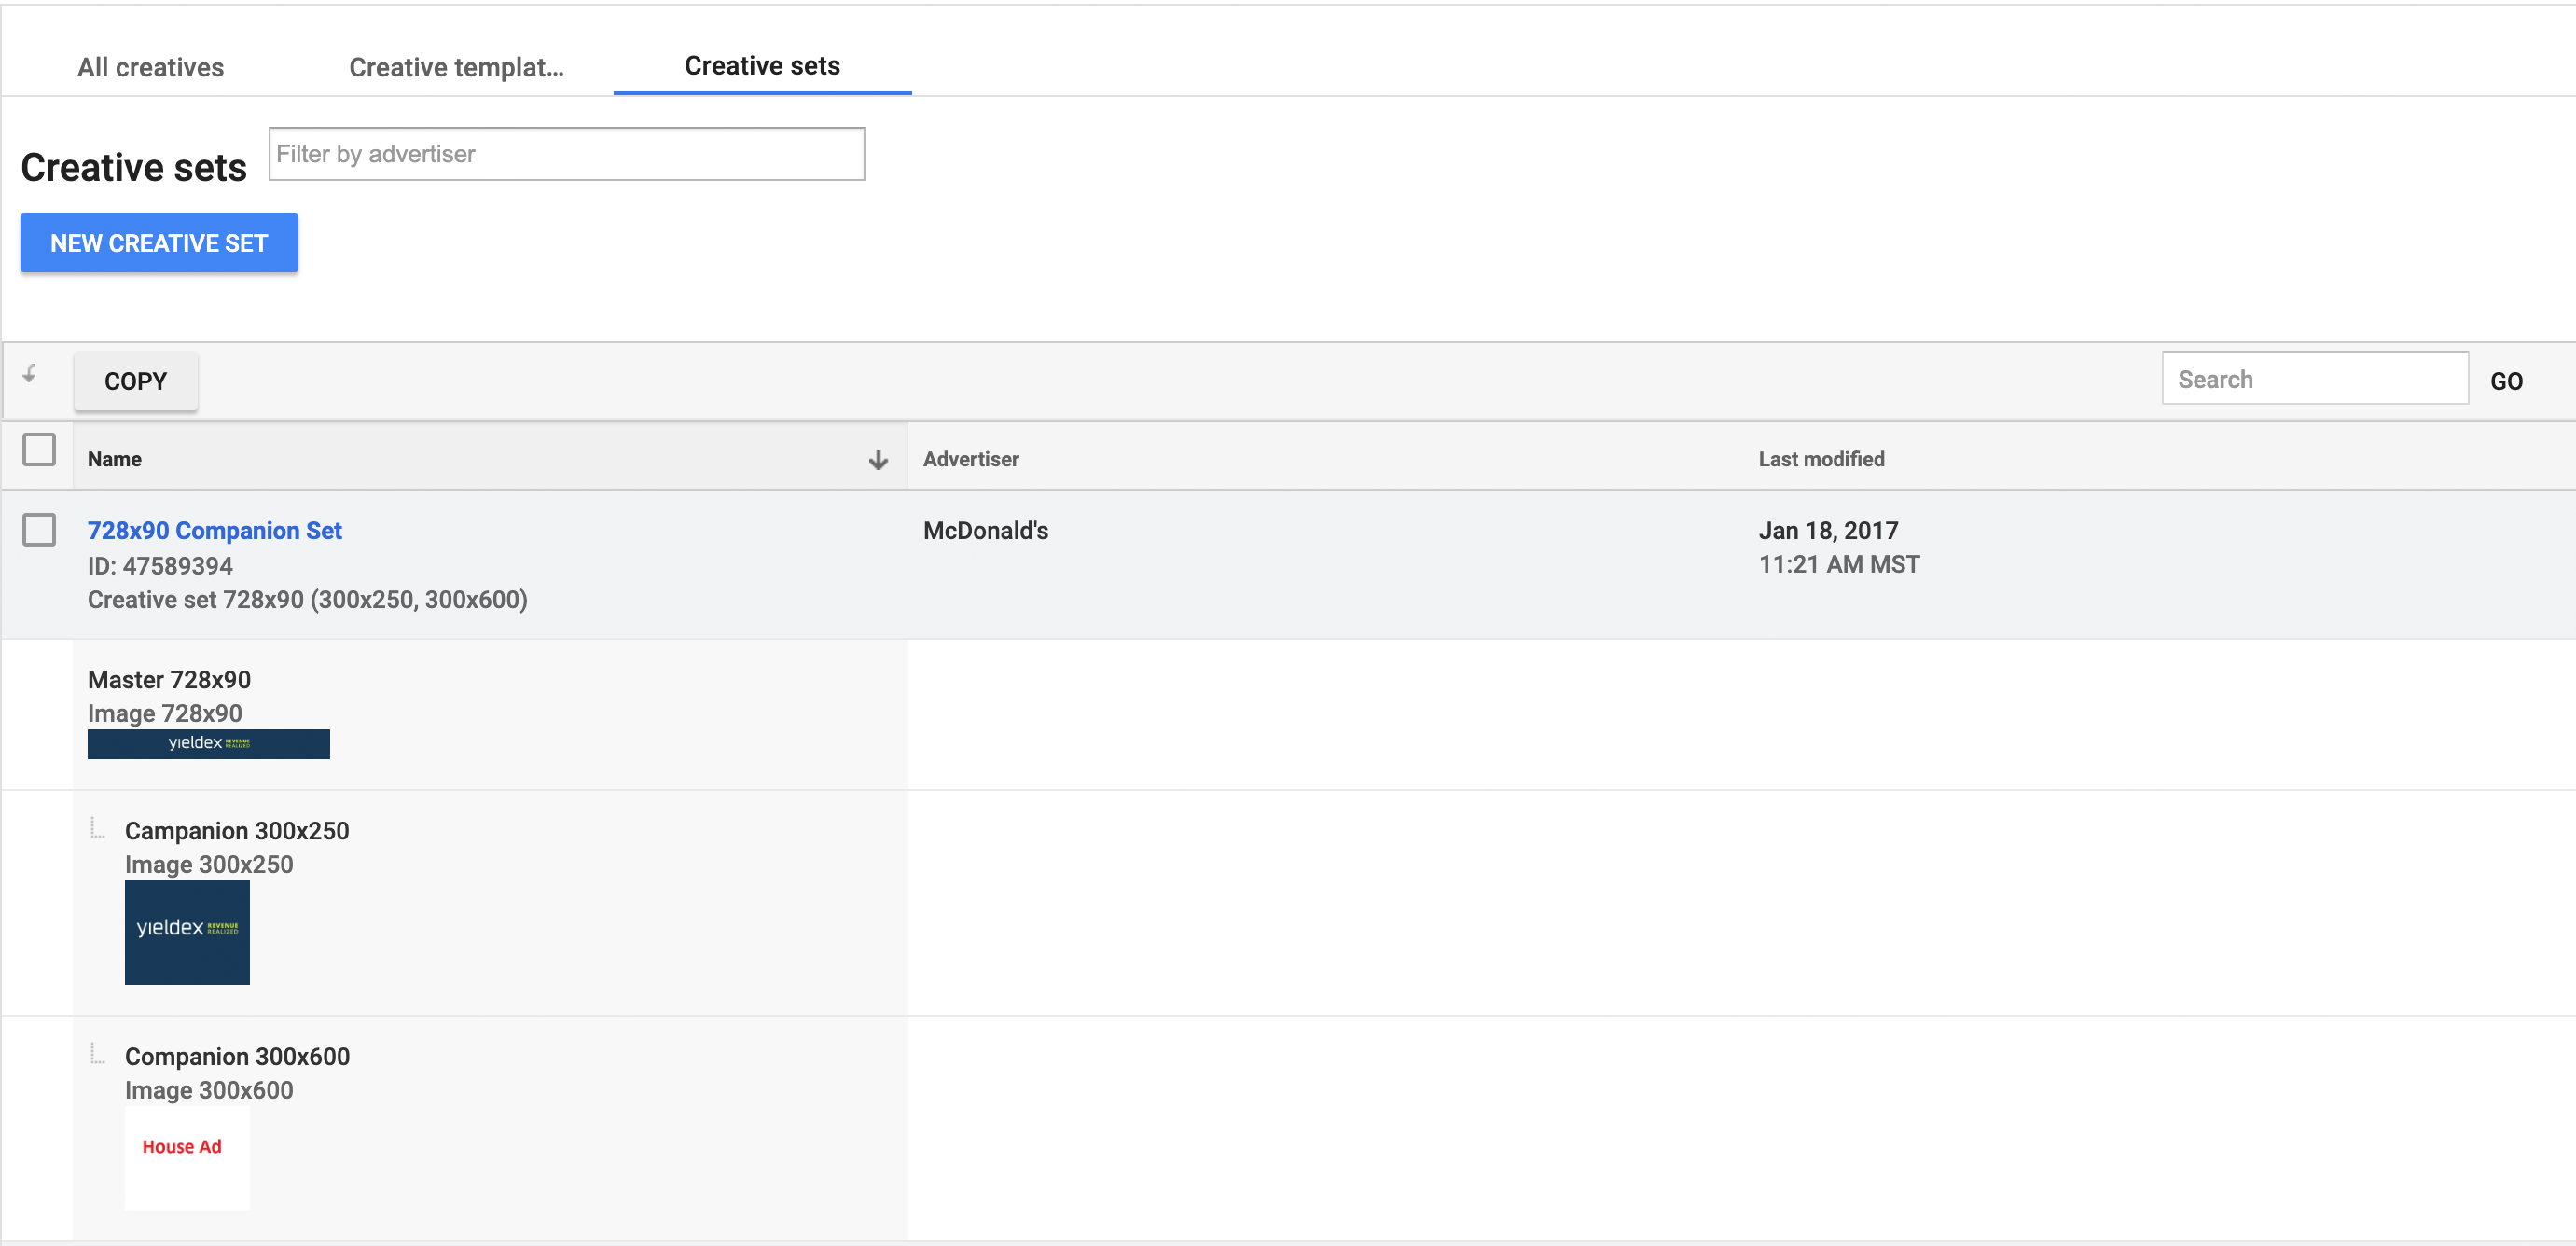 All creatives
Creative templat...
Creative sets
Creative sets
Filter by advertiser
NEW CREATIVE SET
COPY
Search
GO
Name
Advertiser
Last modified
728x90 Companion Set
McDonald's
Jan 18, 2017
ID: 47589394
11:21 AM MST
Creative set 728x90 (300x250, 300x600)
Master 728x90
Image 728x90
yieldex REVENUE REALIZED
Campanion 300x250
Image 300x250
yieldex REVENUE REALIZED
Companion 300x600
Image 300x600
House Ad